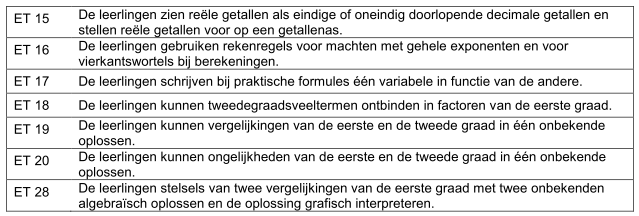 ET 15 De leerlingen zien reële getallen als eindige of oneindig doorlopende decimale getallen en
stellen reële getallen voor op een getallenas.
ET 16 De leerlingen gebruiken rekenregels voor machten met gehele exponenten en voor
vierkantswortels bij berekeningen.
ET 17 De leerlingen schrijven bij praktische formules één variabele in functie van de andere.
ET 18 De leerlingen kunnen tweedegraadsveeltermen ontbinden in factoren van de eerste graad.
ET 19 De leerlingen kunnen vergelijkingen van de eerste en de tweede graad in één onbekende
oplossen.
ET 20 De leerlingen kunnen ongelijkheden van de eerste en de tweede graad in één onbekende
oplossen.
ET 28 De leerlingen stelsels van twee vergelijkingen van de eerste graad met twee onbekenden
algebraïsch oplossen en de oplossing grafisch interpreteren.